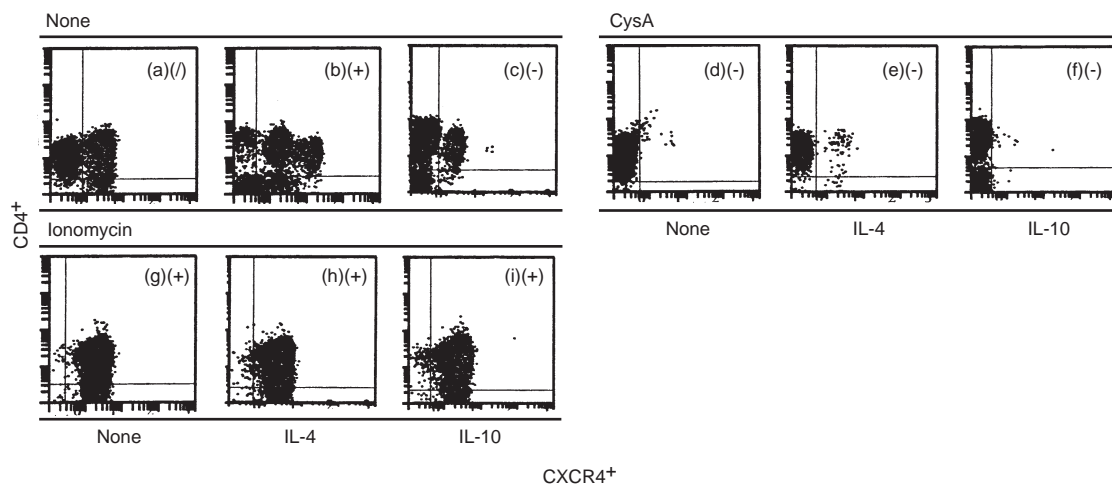 None
CysA
(a)(/)
(b)(+)
(c)(-)
(d)(-)
(e)(-)
(f)(-)
None
IL-4
IL-10
CD4+
Ionomycin
(g)(+)
(h)(+)
(i)(+)
None
IL-4
IL-10
CXCR4+